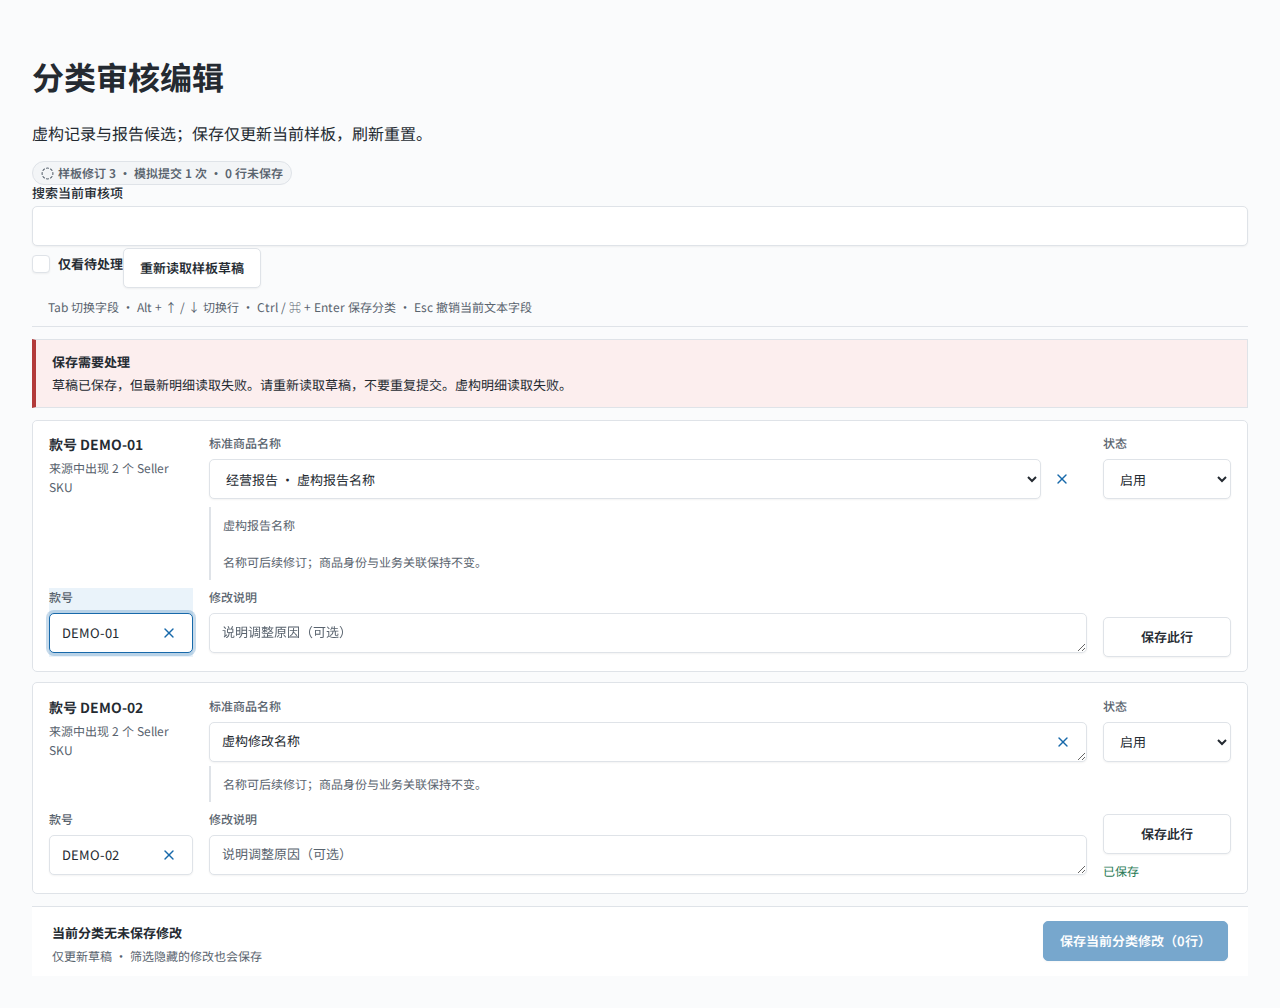 分类审核编辑
虚构记录与报告候选；保存仅更新当前样板，刷新重置。
样板修订 3 • 模拟提交 1 次 • 0 行未保存
搜索当前审核项
仅看待处理
重新读取样板草稿
Tab 切换字段 • Alt + ↑ / ↓ 切换行 • Ctrl / ⌘ + Enter 保存分类 • Esc 撤销当前文本字段
保存需要处理
草稿已保存，但最新明细读取失败。请重新读取草稿，不要重复提交。虚构明细读取失败。
款号 DEMO-01
来源中出现 2 个 Seller
SKU
标准商品名称
经营报告 • 虚构报告名称
状态
启用
虚构报告名称
名称可后续修订；商品身份与业务关联保持不变。
款号
DEMO-01
修改说明
说明调整原因（可选）
保存此行
款号 DEMO-02
来源中出现 2 个 Seller
SKU
标准商品名称
虚构修改名称
状态
启用
名称可后续修订；商品身份与业务关联保持不变。
款号
DEMO-02
修改说明
说明调整原因（可选）
保存此行
已保存
当前分类无未保存修改
仅更新草稿 • 筛选隐藏的修改也会保存
保存当前分类修改（0行）